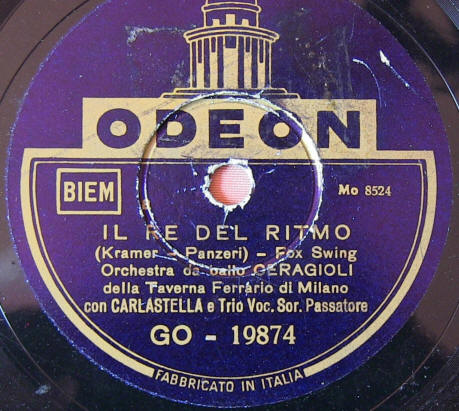 ODEON
BIEM
Mo 8524
IL RE DEL RITMO
(Kramer - Panzeri) - Fox Swing
Orchestra da ballo CERAGIOLI
della Taverna Ferrario di Milano
con CARLASTELLA e Trio Voc. Sor. Passatore
GO - 19874
FABBRICATO IN ITALIA